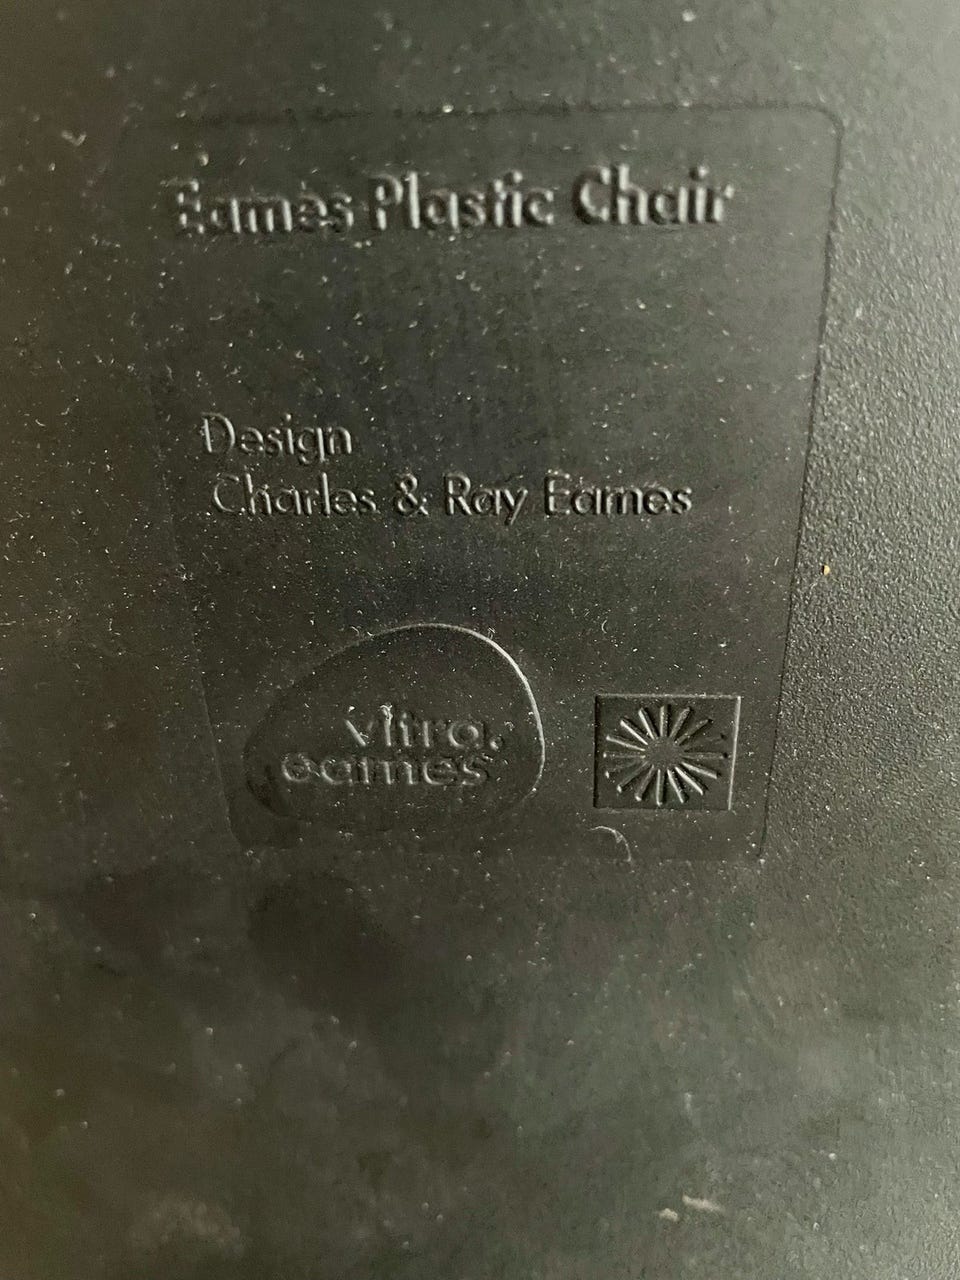 Eames Plastic Chair
Design
Charles & Ray Eames
vitra.
eames